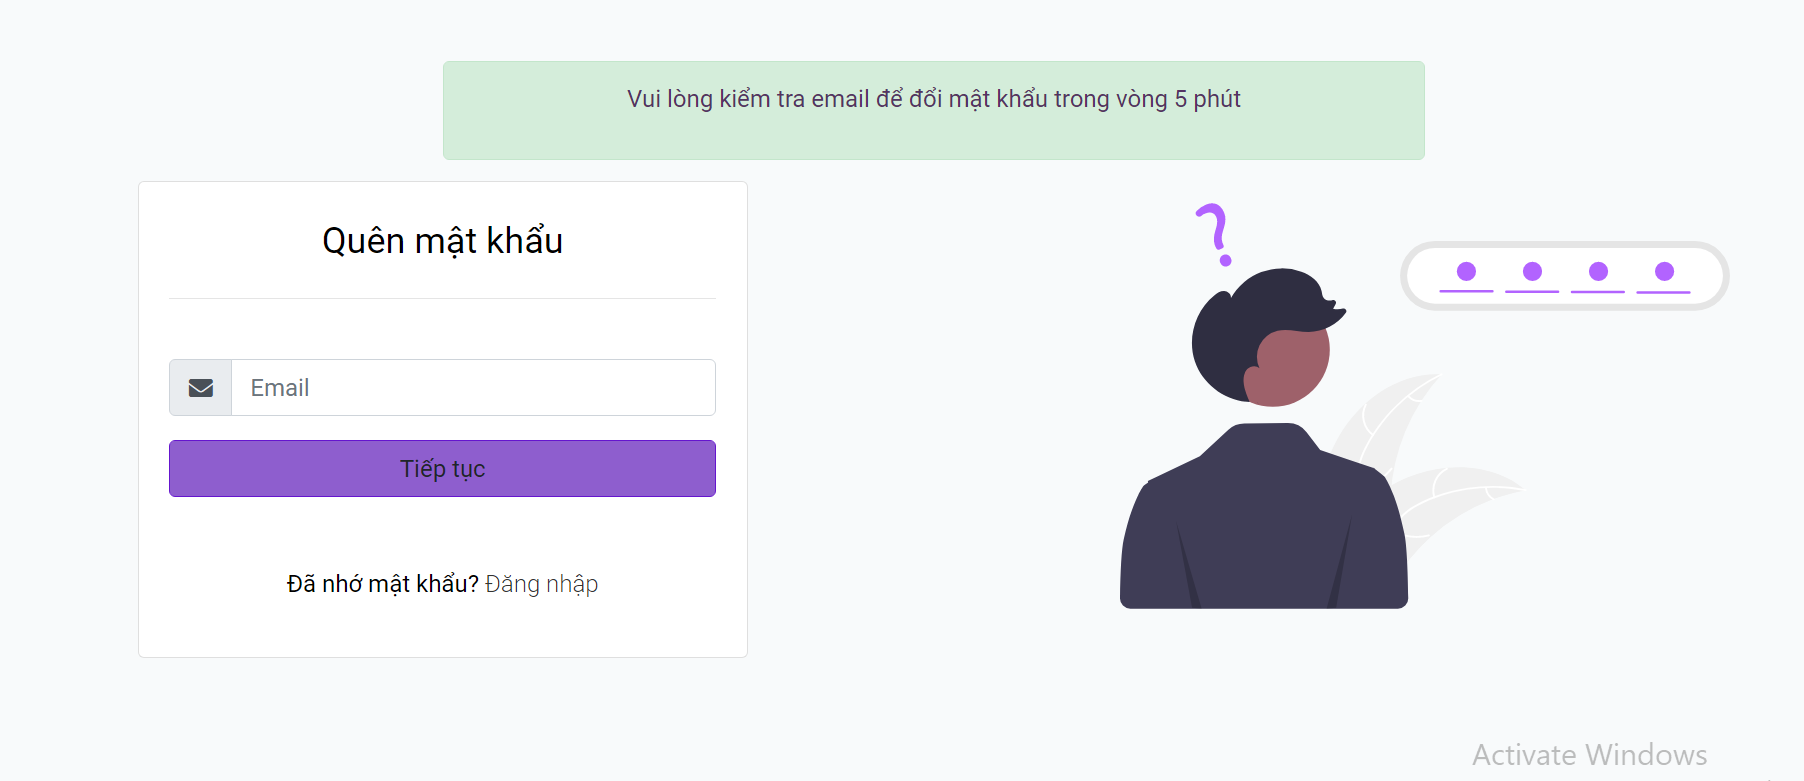 Vui lòng kiểm tra email để đổi mật khẩu trong vòng 5 phút
Quên mật khẩu
Email
Tiếp tục
Đã nhớ mật khẩu? Đăng nhập
?
Activate Windows